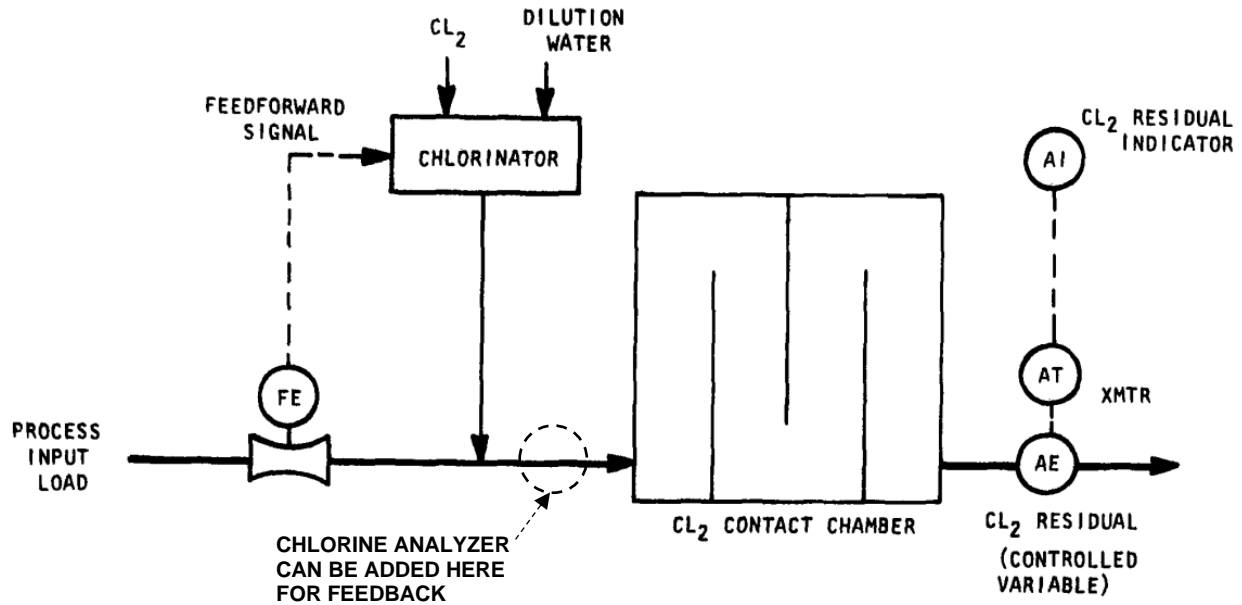 CL2
DILUTION
WATER
FEEDFORWARD
SIGNAL
CHLORINATOR
CL2 RESIDUAL
INDICATOR
AI
FE
AT
XMTR
PROCESS
INPUT
LOAD
AE
CL2 CONTACT CHAMBER
CL2 RESIDUAL
(CONTROLLED
VARIABLE)
CHLORINE ANALYZER
CAN BE ADDED HERE
FOR FEEDBACK